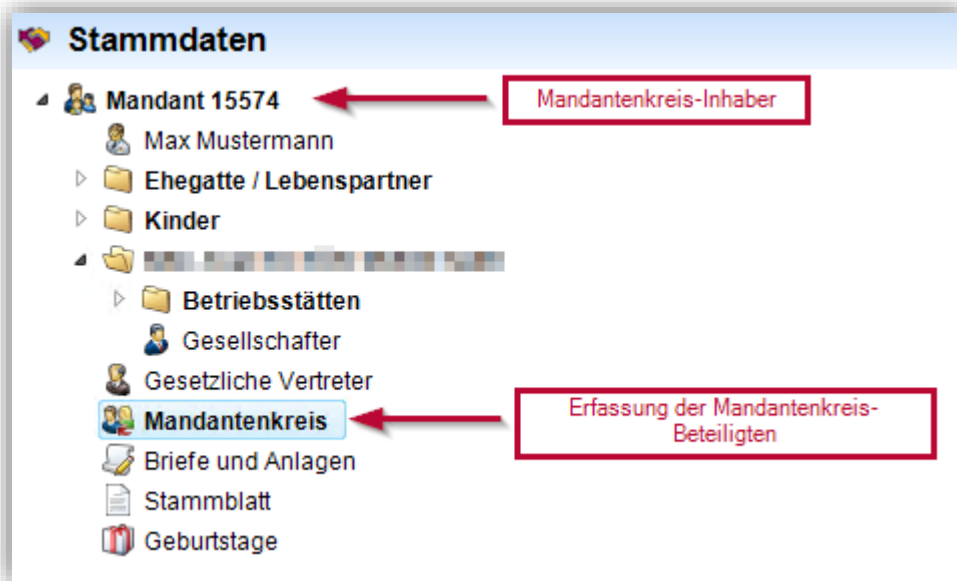 Stammdaten
Mandant 15574
Mandantenkreis-Inhaber
Max Mustermann
Ehegatte / Lebenspartner
Kinder
Betriebsstätten
Gesellschafter
Gesetzliche Vertreter
Mandantenkreis
Erfassung der Mandantenkreis-
Beteiligten
Briefe und Anlagen
Stammblatt
Geburtstage